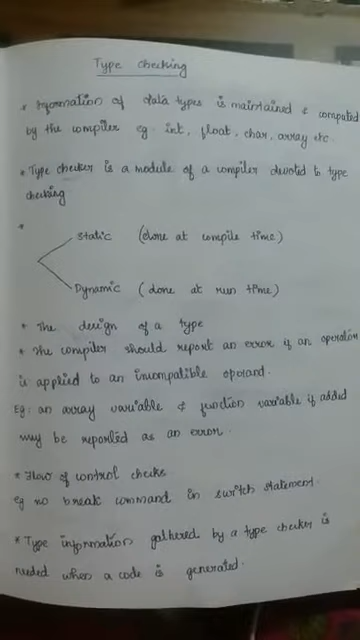 Type checking
* Information of data types is maintained & computed
by the compiler eg: int, float, char, array etc.
* Type checker is a module of a compiler devoted to type
checking
*
Static (done at compile time)
Dynamic (done at run time)
* The design of a type
* The compiler should report an error if an operator
is applied to an incompatible operand.
Eg: an array variable & function variable if added
may be reported as an error.
* Flow of control checks
eg no break command in switch statement.
* Type information gathered by a type checker is
needed when a code is generated.